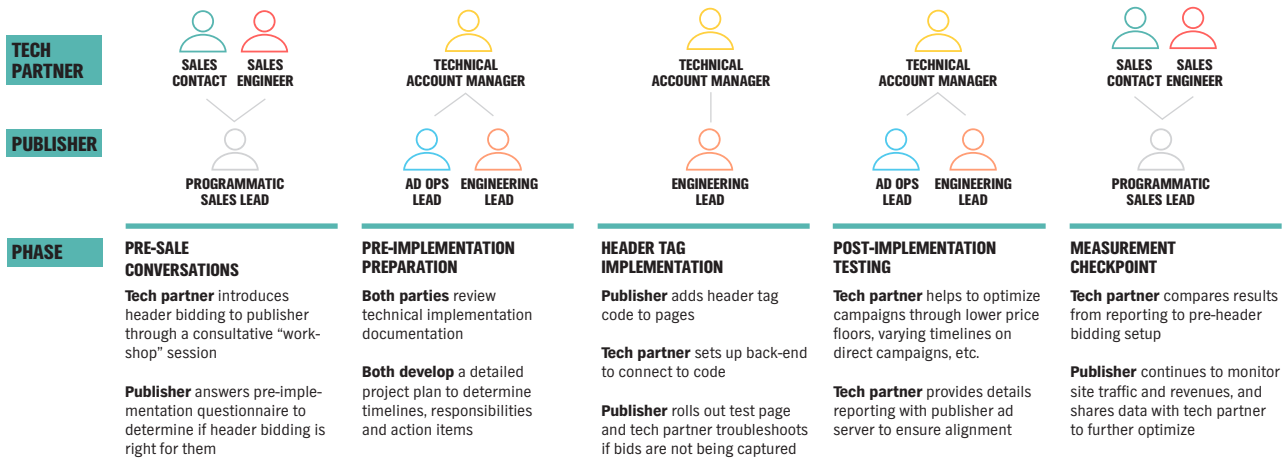 TECH
PARTNER
SALES
CONTACT
SALES
ENGINEER
TECHNICAL
ACCOUNT MANAGER
TECHNICAL
ACCOUNT MANAGER
TECHNICAL
ACCOUNT MANAGER
SALES
CONTACT
SALES
ENGINEER
PUBLISHER
PROGRAMMATIC
SALES LEAD
AD OPS
LEAD
ENGINEERING
LEAD
ENGINEERING
LEAD
AD OPS
LEAD
ENGINEERING
LEAD
PROGRAMMATIC
SALES LEAD
PHASE
PRE-SALE
CONVERSATIONS
Tech partner introduces
header bidding to publisher
through a consultative “work-
shop” session
Publisher answers pre-imple-
mentation questionnaire to
determine if header bidding is
right for them
PRE-IMPLEMENTATION
PREPARATION
Both parties review
technical implementation
documentation
Both develop a detailed
project plan to determine
timelines, responsibilities
and action items
HEADER TAG
IMPLEMENTATION
Publisher adds header tag
code to pages
Tech partner sets up back-end
to connect to code
Publisher rolls out test page
and tech partner troubleshoots
if bids are not being captured
POST-IMPLEMENTATION
TESTING
Tech partner helps to optimize
campaigns through lower price
floors, varying timelines on
direct campaigns, etc.
Tech partner provides details
reporting with publisher ad
server to ensure alignment
MEASUREMENT
CHECKPOINT
Tech partner compares results
from reporting to pre-header
bidding setup
Publisher continues to monitor
site traffic and revenues, and
shares data with tech partner
to further optimize